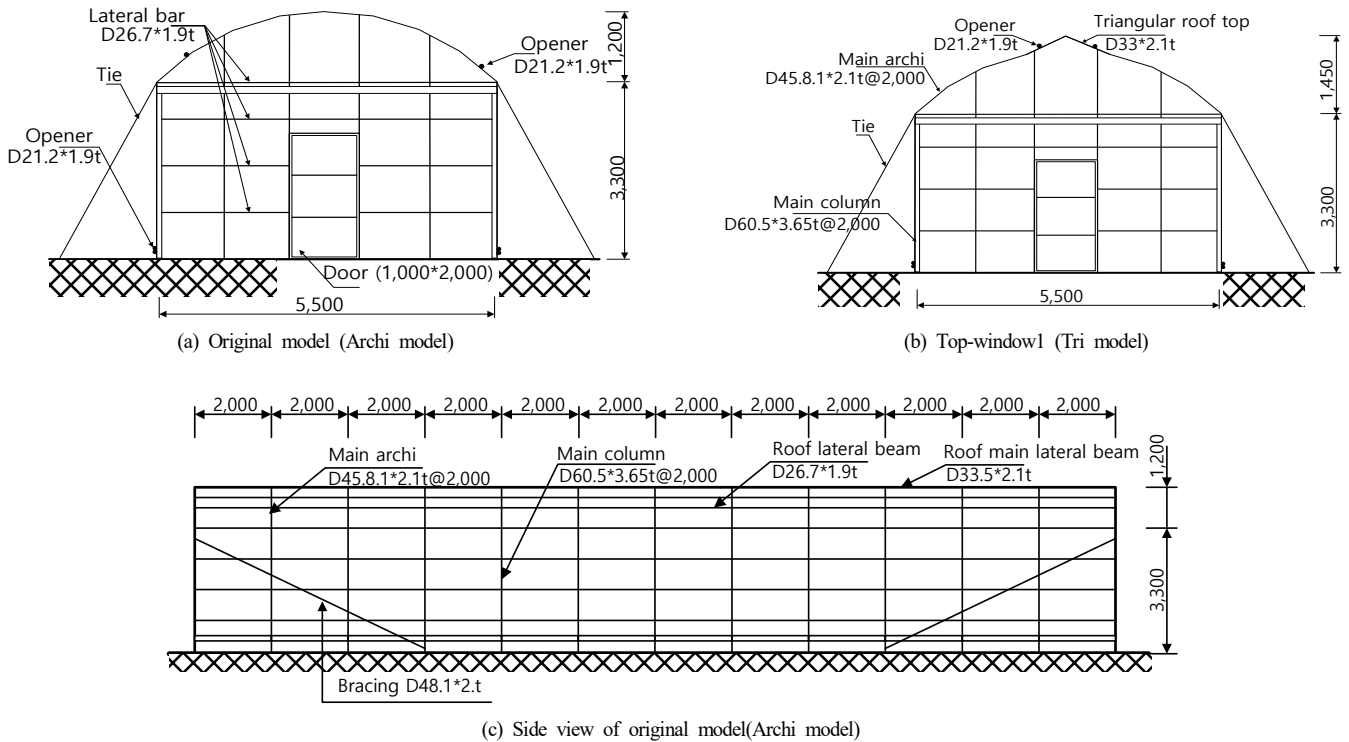 Lateral bar
D26.7*1.9t
Tie
Opener
D21.2*1.9t
Opener
D21.2*1.9t
1,200
3,300
Door (1,000*2,000)
5,500
(a) Original model (Archi model)
Opener
D21.2*1.9t
Triangular roof top
D33*2.1t
Main archi
D45.8.1*2.1t@2,000
Tie
Main column
D60.5*3.65t@2,000
1,450
3,300
5,500
(b) Top-window1 (Tri model)
2,000 2,000 2,000 2,000 2,000 2,000 2,000 2,000 2,000 2,000 2,000 2,000
Main archi
D45.8.1*2.1t@2,000
Main column
D60.5*3.65t@2,000
Roof lateral beam
D26.7*1.9t
Roof main lateral beam
D33.5*2.1t
1,200
3,300
Bracing D48.1*2.t
(c) Side view of original model(Archi model)